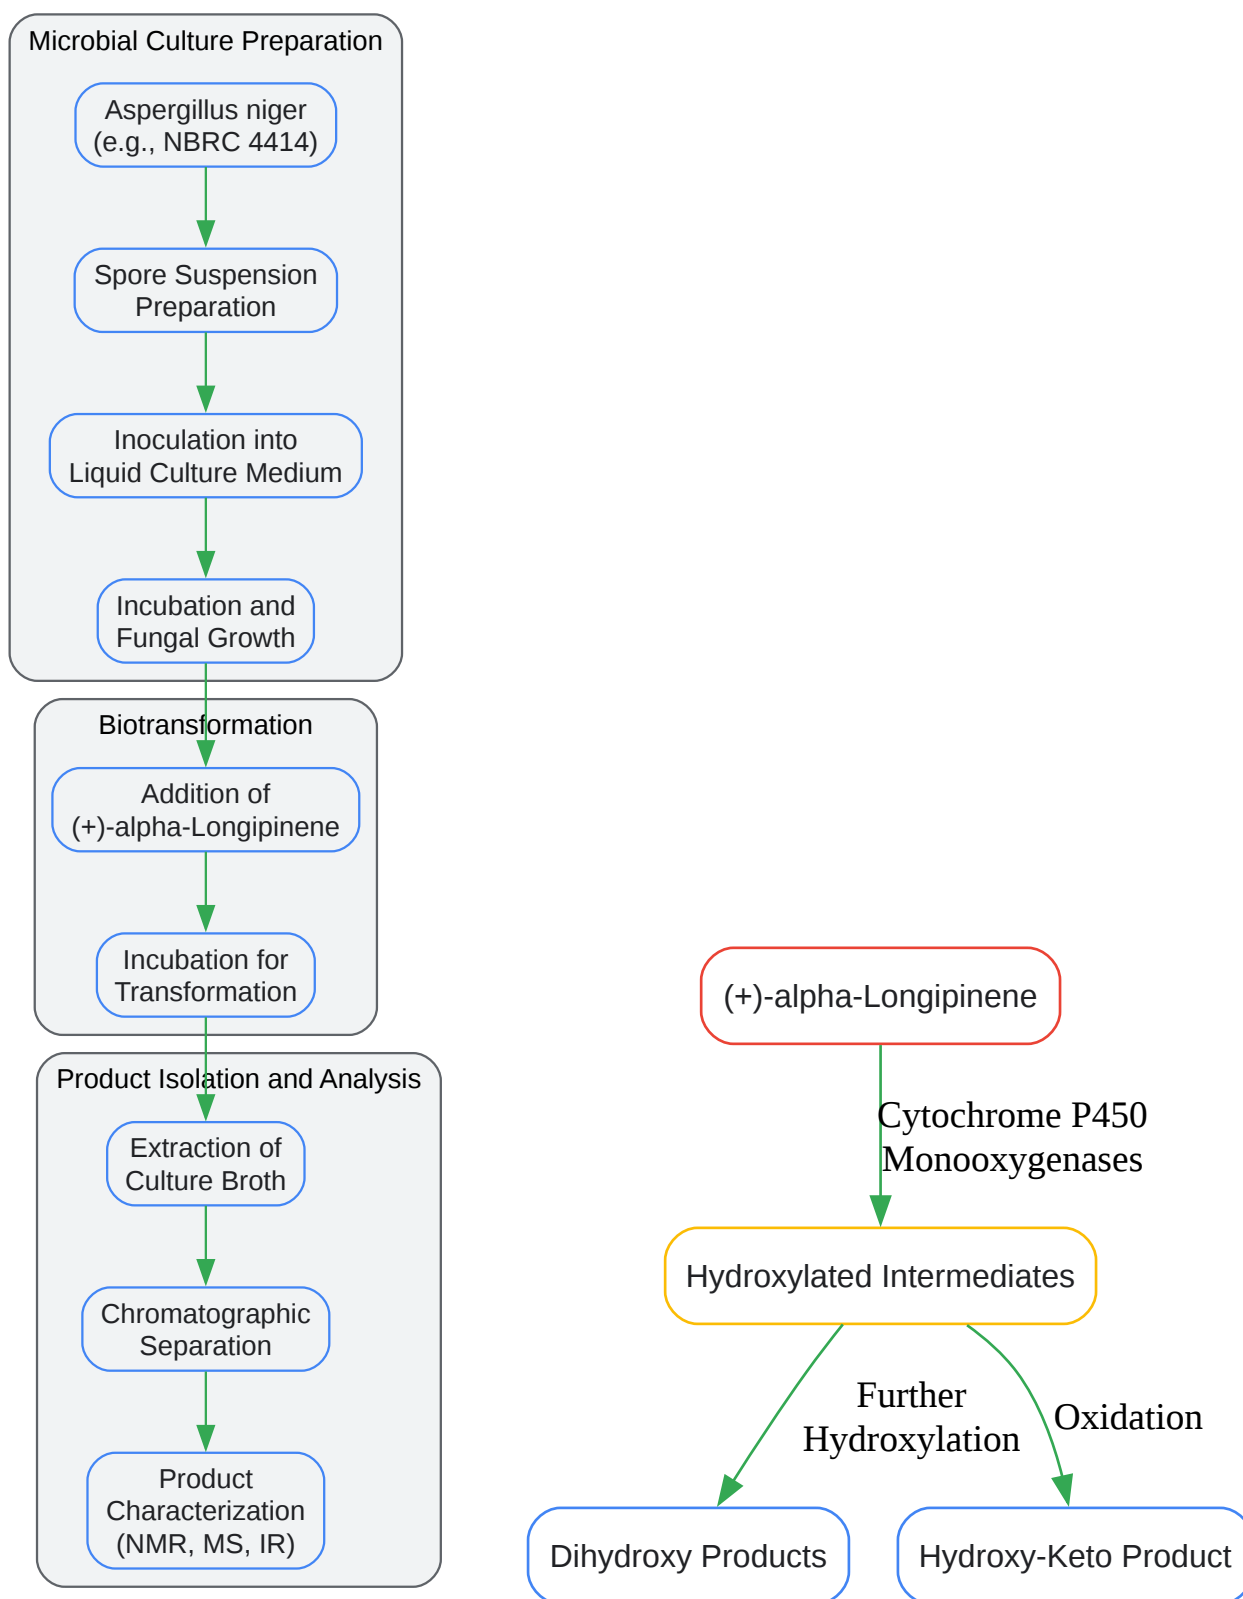 Microbial Culture Preparation
Aspergillus niger
(e.g., NBRC 4414)
Spore Suspension
Preparation
Inoculation into
Liquid Culture Medium
Incubation and
Fungal Growth
Biotransformation
Addition of
(+)-alpha-Longipinene
Incubation for
Transformation
Product Isolation and Analysis
Extraction of
Culture Broth
Chromatographic
Separation
Product
Characterization
(NMR, MS, IR)
(+)-alpha-Longipinene
Cytochrome P450
Monooxygenases
Hydroxylated Intermediates
Further
Hydroxylation
Oxidation
Dihydroxy Products
Hydroxy-Keto Product